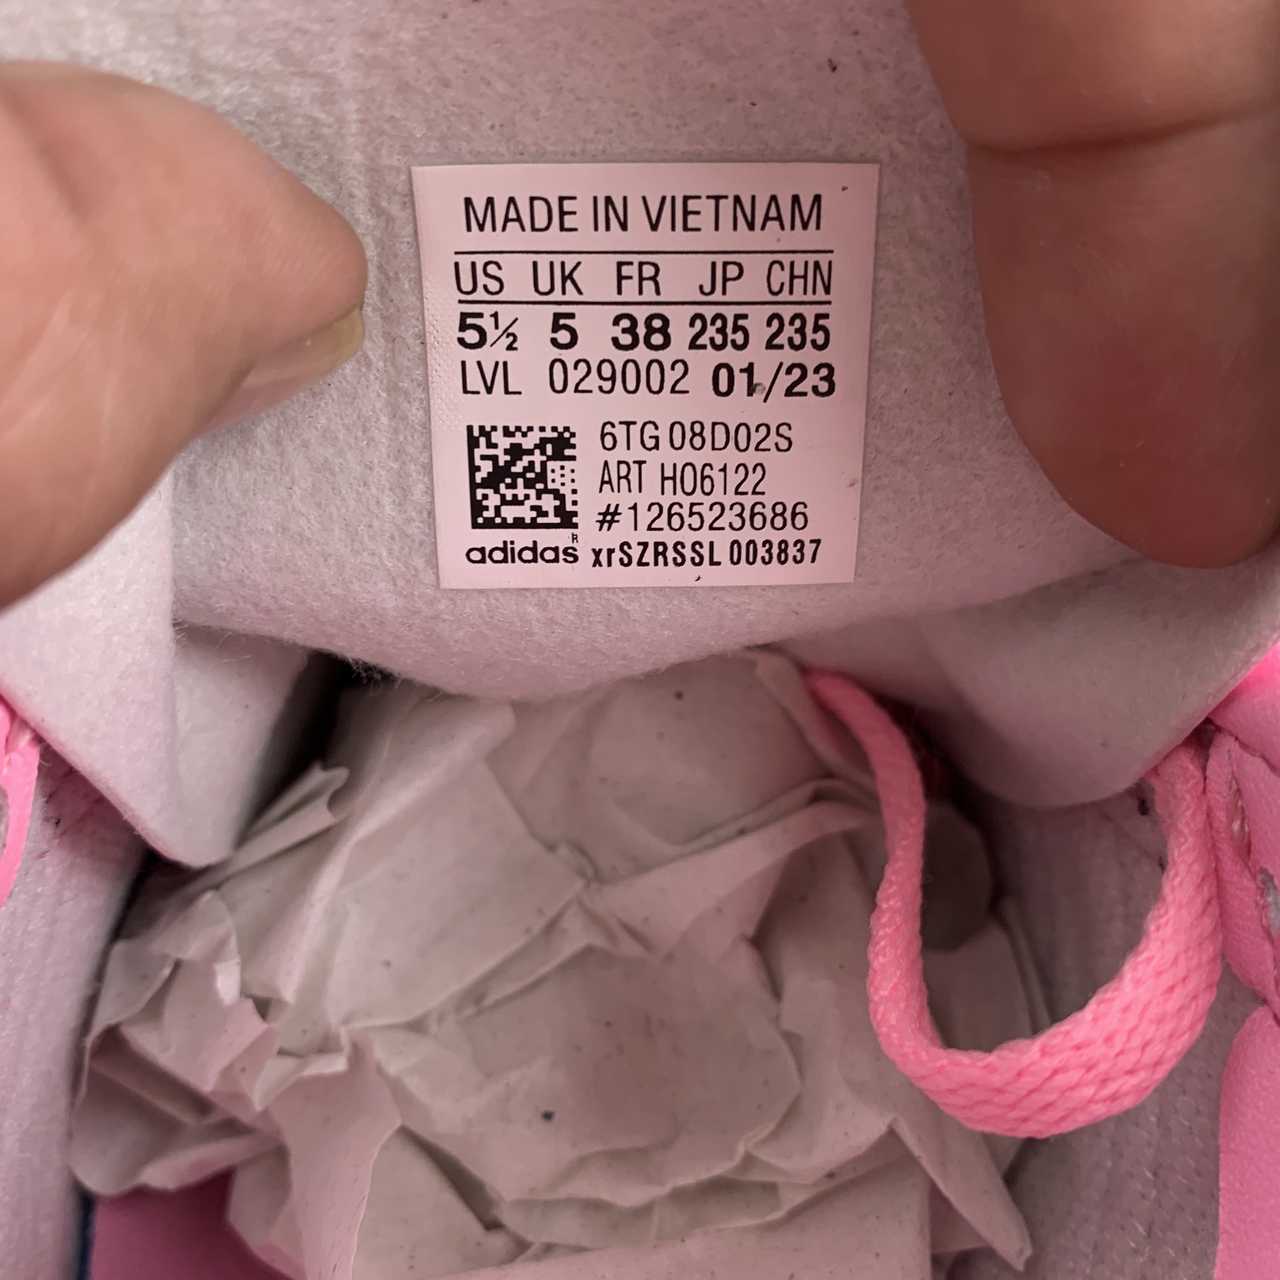 MADE IN VIETNAM
US UK FR JP CHN
5½ 5 38 235 235
LVL 029002 01/23
6TG 08D02S
ART HO6122
#126523686
adidas® xrSZRSSL 003837